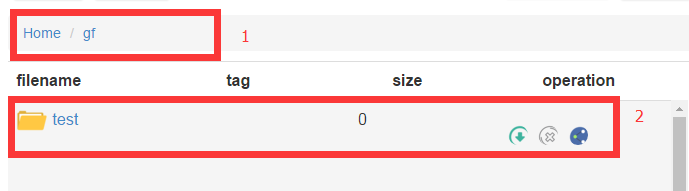 Home / gf 1
filename tag size operation
test 0 2